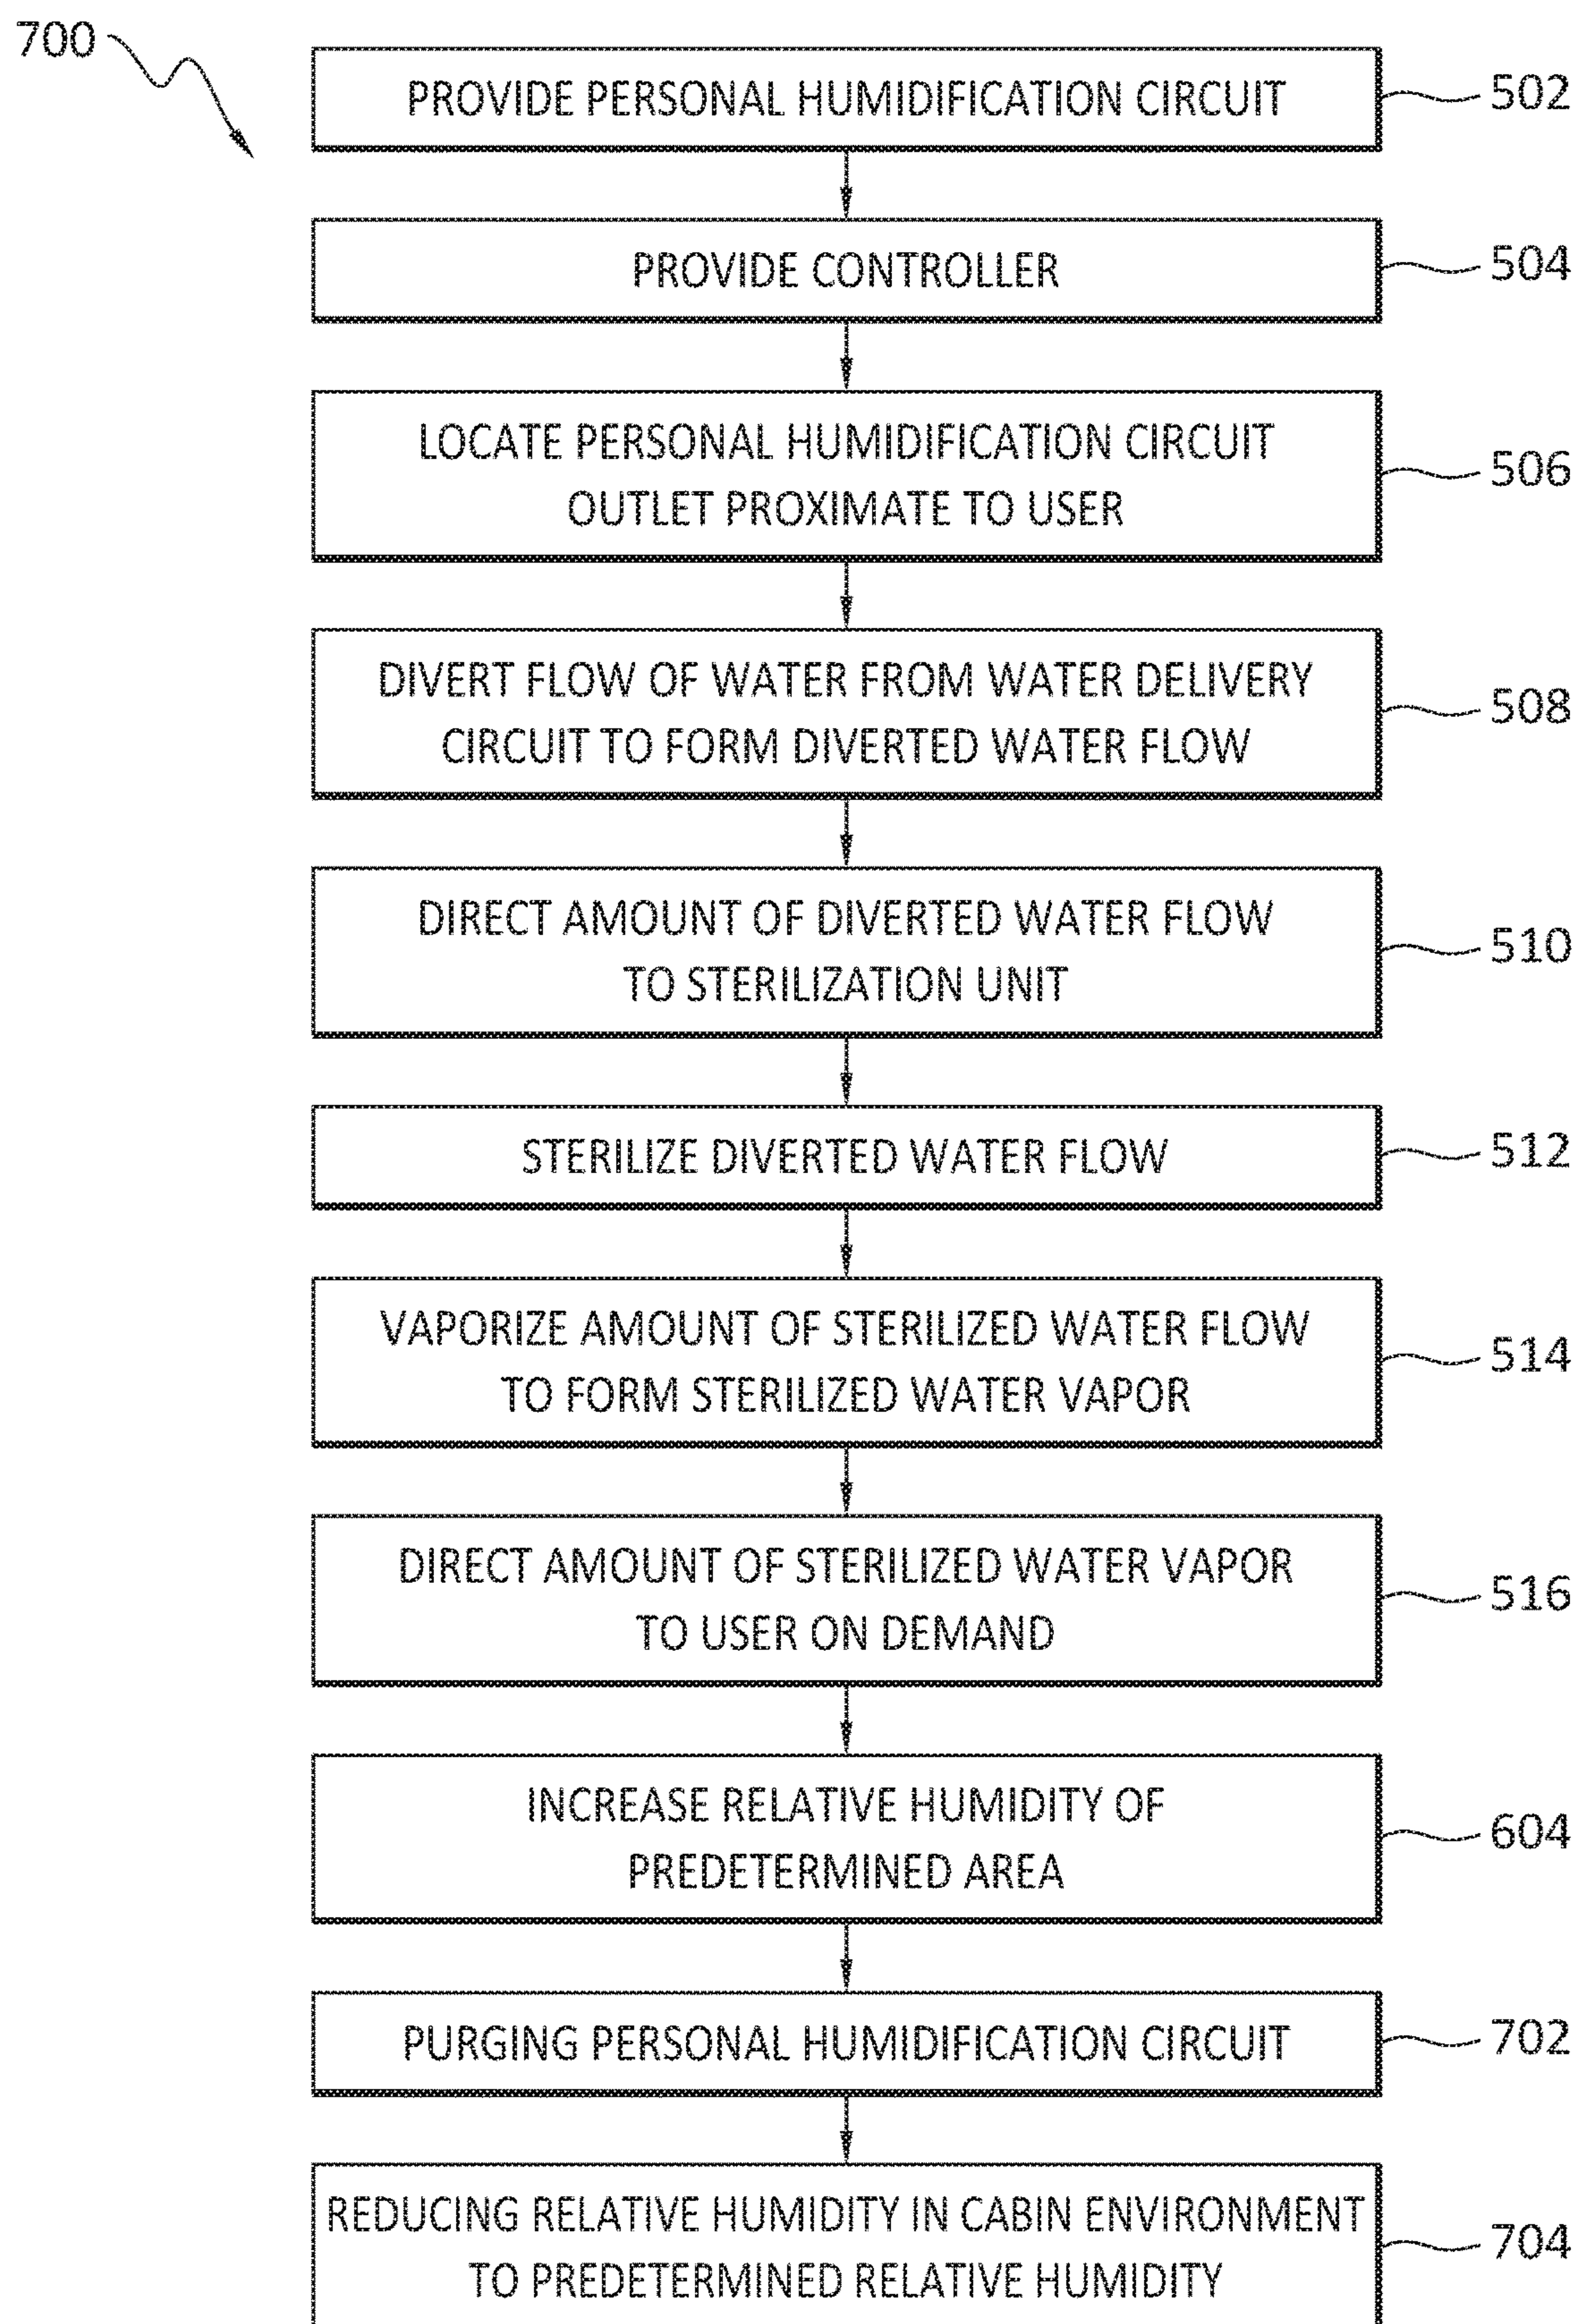 700
PROVIDE PERSONAL HUMIDIFICATION CIRCUIT
502
PROVIDE CONTROLLER
504
LOCATE PERSONAL HUMIDIFICATION CIRCUIT
OUTLET PROXIMATE TO USER
506
DIVERT FLOW OF WATER FROM WATER DELIVERY
CIRCUIT TO FORM DIVERTED WATER FLOW
508
DIRECT AMOUNT OF DIVERTED WATER FLOW
TO STERILIZATION UNIT
510
STERILIZE DIVERTED WATER FLOW
512
VAPORIZE AMOUNT OF STERILIZED WATER FLOW
TO FORM STERILIZED WATER VAPOR
514
DIRECT AMOUNT OF STERILIZED WATER VAPOR
TO USER ON DEMAND
516
INCREASE RELATIVE HUMIDITY OF
PREDETERMINED AREA
604
PURGING PERSONAL HUMIDIFICATION CIRCUIT
702
REDUCING RELATIVE HUMIDITY IN CABIN ENVIRONMENT
TO PREDETERMINED RELATIVE HUMIDITY
704